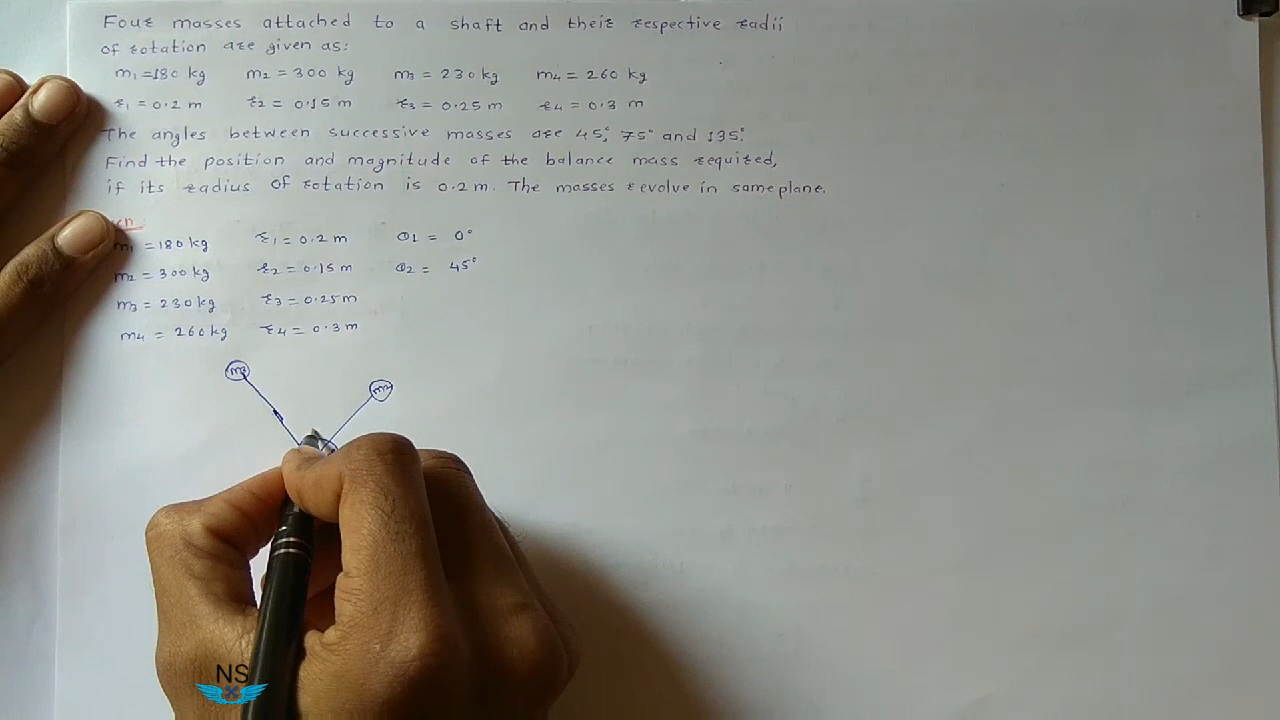 Four masses attached to a shaft and their respective radii
of rotation are given as:
m1 = 180 kg m2 = 300 kg m3 = 230 kg m4 = 260 kg
r1 = 0.2 m r2 = 0.15 m r3 = 0.25 m r4 = 0.3 m
The angles between successive masses are 45°, 75° and 135°.
Find the position and magnitude of the balance mass required,
if its radius of rotation is 0.2 m. The masses revolve in same plane.
m1 = 180 kg r1 = 0.2 m θ1 = 0°
m2 = 300 kg r2 = 0.15 m θ2 = 45°
m3 = 230 kg r3 = 0.25 m
m4 = 260 kg r4 = 0.3 m
m3 m2
NS